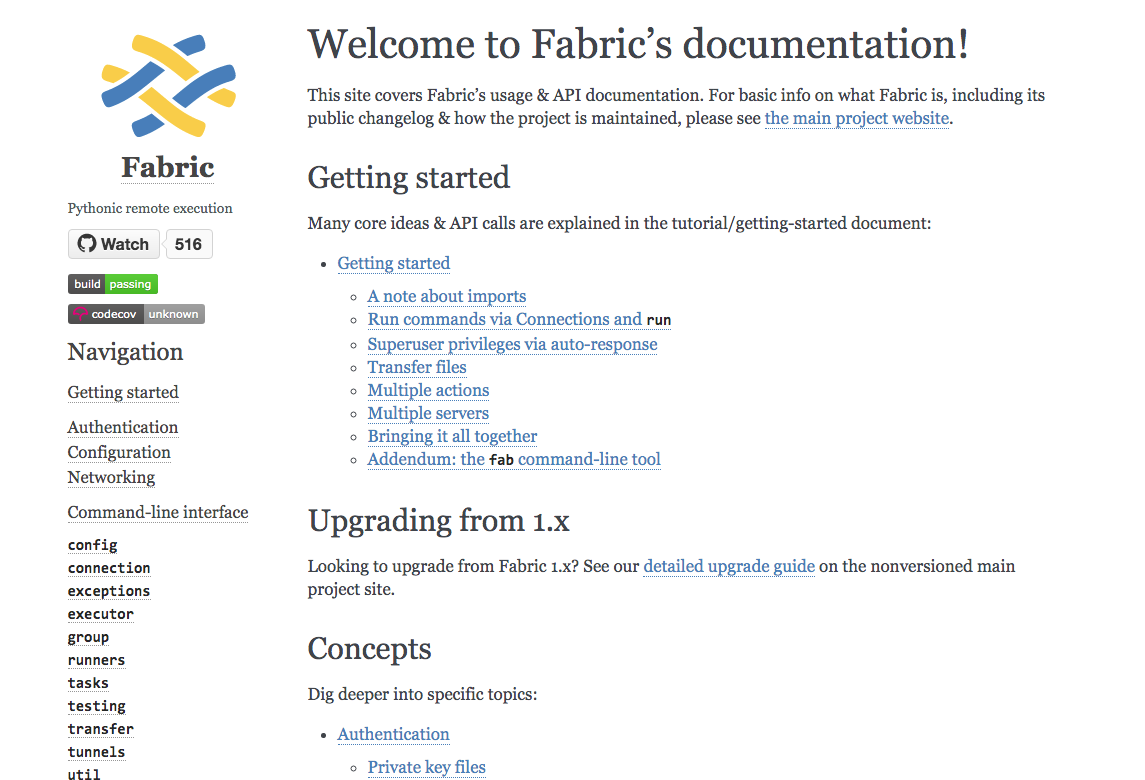 Fabric
Pythonic remote execution
Watch 516
build passing
codecov unknown
Navigation
Getting started
Authentication
Configuration
Networking
Command-line interface
config
connection
exceptions
executor
group
runners
tasks
testing
transfer
tunnels
util
Welcome to Fabric’s documentation!
This site covers Fabric’s usage & API documentation. For basic info on what Fabric is, including its
public changelog & how the project is maintained, please see the main project website.
Getting started
Many core ideas & API calls are explained in the tutorial/getting-started document:
Getting started
A note about imports
Run commands via Connections and run
Superuser privileges via auto-response
Transfer files
Multiple actions
Multiple servers
Bringing it all together
Addendum: the fab command-line tool
Upgrading from 1.x
Looking to upgrade from Fabric 1.x? See our detailed upgrade guide on the nonversioned main
project site.
Concepts
Dig deeper into specific topics:
Authentication
Private key files